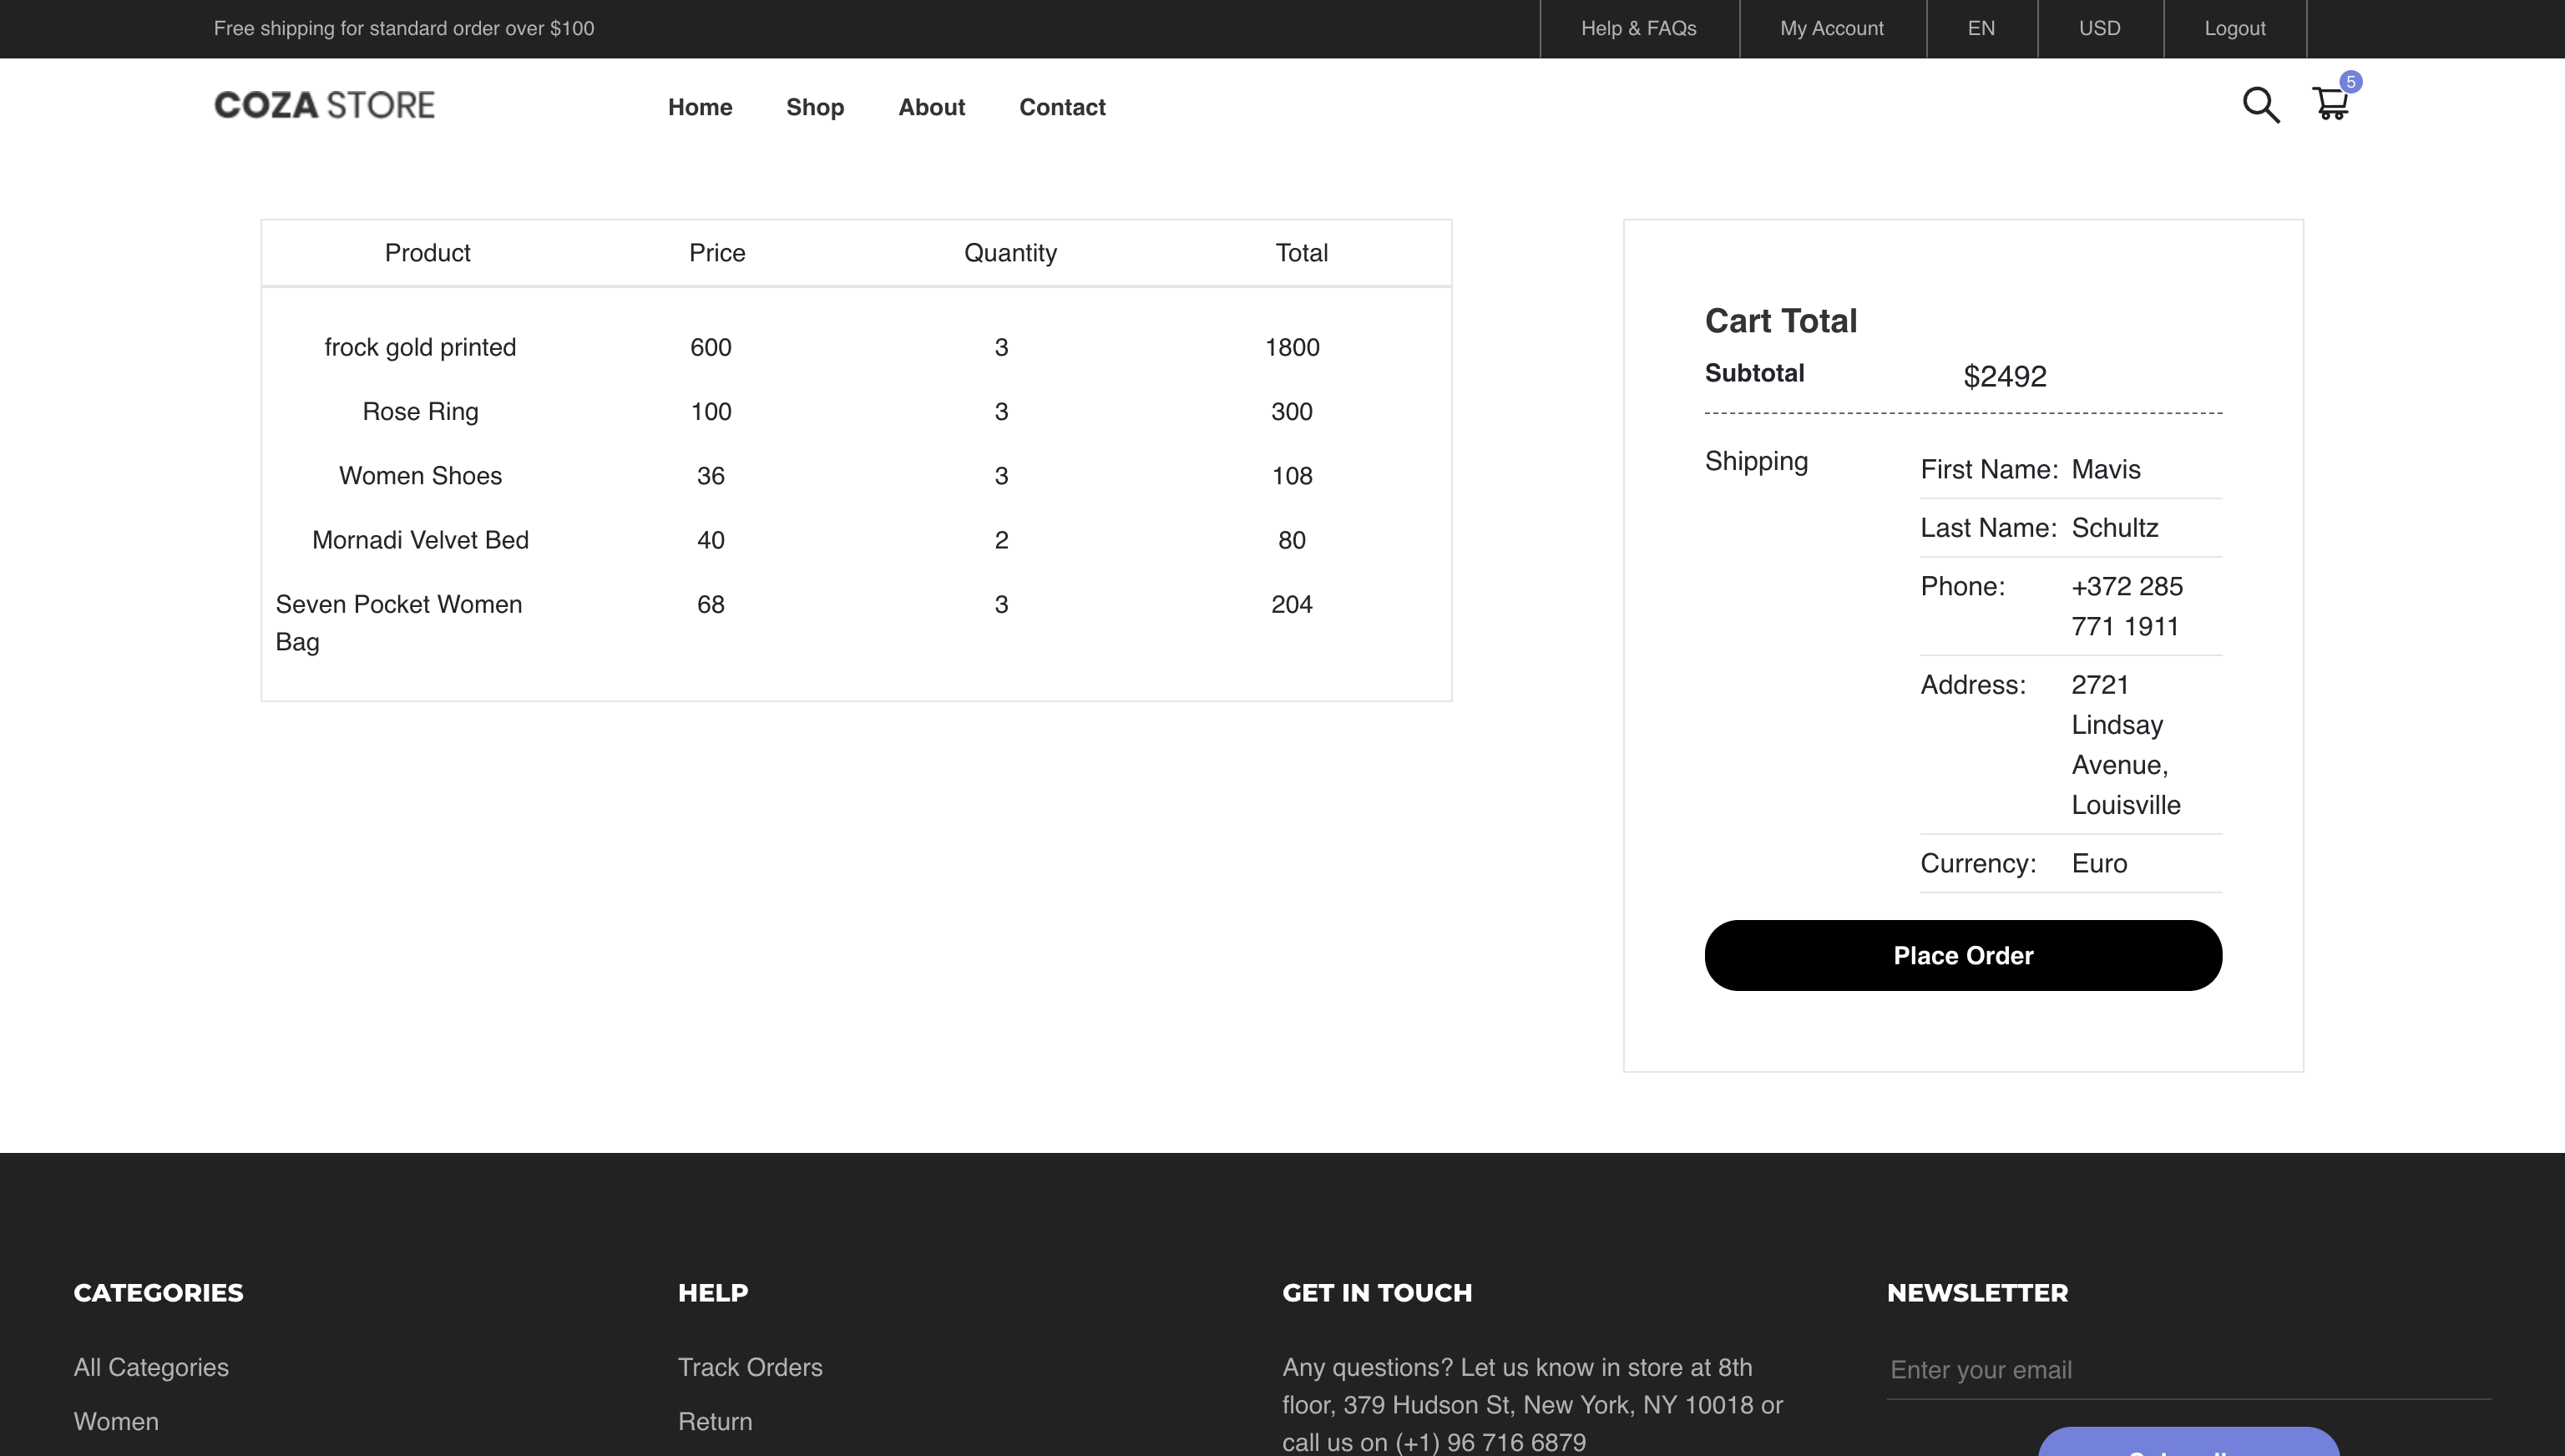 Free shipping for standard order over $100
Help & FAQs
My Account
EN
USD
Logout
COZA STORE
Home
Shop
About
Contact
5
Product Price Quantity Total
frock gold printed 600 3 1800
Rose Ring 100 3 300
Women Shoes 36 3 108
Mornadi Velvet Bed 40 2 80
Seven Pocket Women 68 3 204
Bag
Cart Total
Subtotal $2492
Shipping
First Name: Mavis
Last Name: Schultz
Phone: +372 285
771 1911
Address: 2721
Lindsay
Avenue,
Louisville
Currency: Euro
Place Order
CATEGORIES
All Categories
Women
HELP
Track Orders
Return
GET IN TOUCH
Any questions? Let us know in store at 8th
floor, 379 Hudson St, New York, NY 10018 or
call us on (+1) 96 716 6879
NEWSLETTER
Enter your email